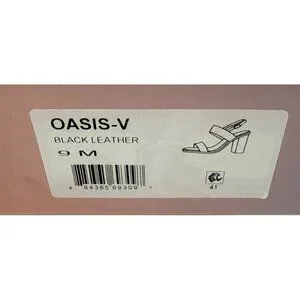 OASIS-V
BLACK LEATHER
9 M
8 84365 69309 7
41